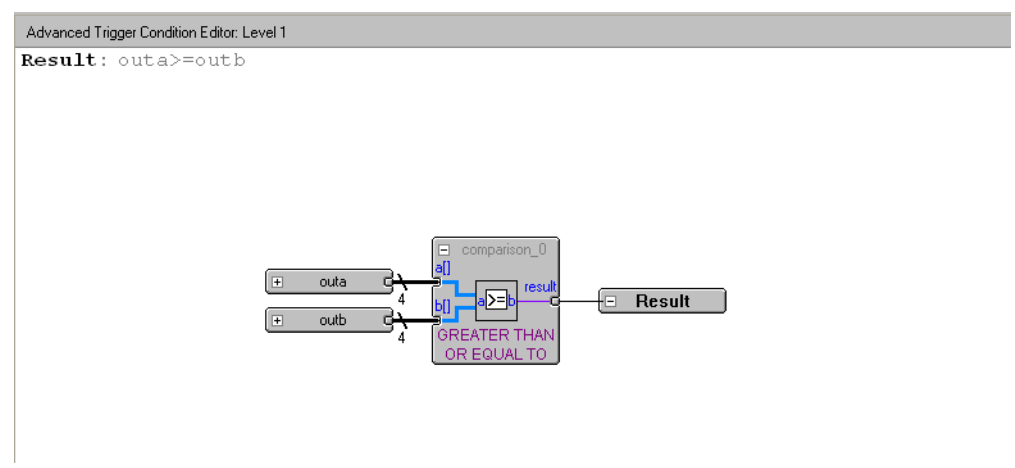 Advanced Trigger Condition Editor: Level 1
Result: outa>=outb
comparison_0
a[]
outa
4
result
a>=b
Result
b[]
outb
4
GREATER THAN
OR EQUAL TO